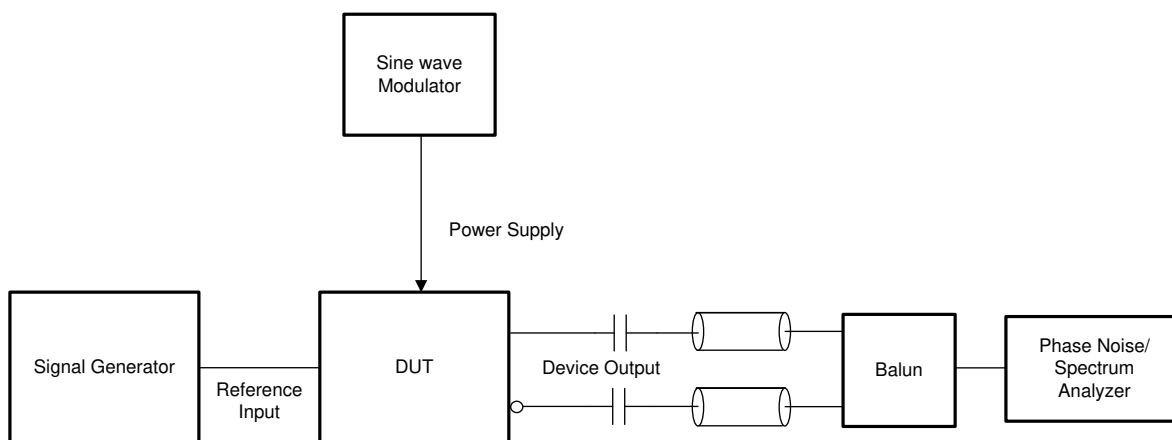 Sine wave
Modulator
Power Supply
Signal Generator
Reference
Input
DUT
Device Output
Balun
Phase Noise/
Spectrum
Analyzer